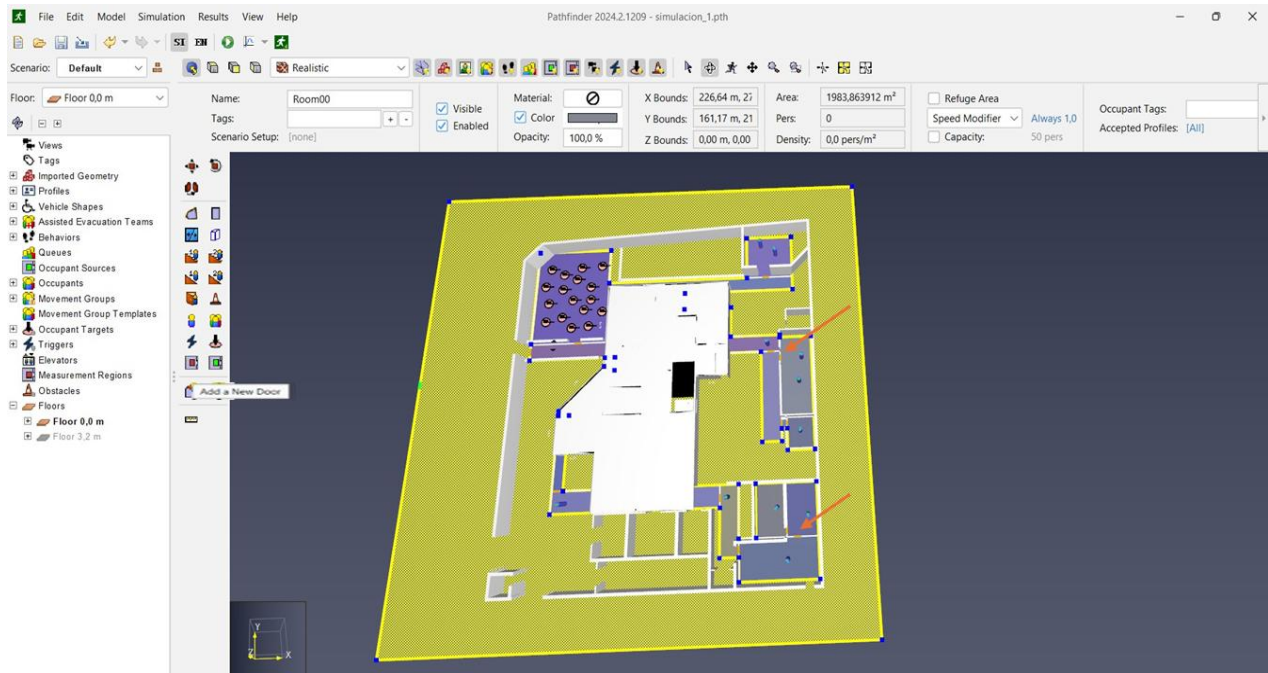 File Edit Model Simulation Results View Help Pathfinder 2024.2.1209 - simulacion_1.pth
SI EN
Scenario: Default Realistic
Floor: Floor 0,0 m
Name: Room00
Tags: + -
Scenario Setup: [none]
Visible
Enabled
Material:
Color
Opacity: 100,0 %
X Bounds: 226,64 m, 27
Y Bounds: 161,17 m, 21
Z Bounds: 0,00 m, 0,00
Area: 1983,863912 m²
Pers: 0
Density: 0,0 pers/m²
Refuge Area
Speed Modifier Always 1,0
Capacity: 50 pers
Occupant Tags:
Accepted Profiles: [All]
Views
Tags
Imported Geometry
Profiles
Vehicle Shapes
Assisted Evacuation Teams
Behaviors
Queues
Occupant Sources
Occupants
Movement Groups
Movement Group Templates
Occupant Targets
Triggers
Elevators
Measurement Regions
Obstacles
Floors
Floor 0,0 m
Floor 3,2 m
Add a New Door
Y
Z X